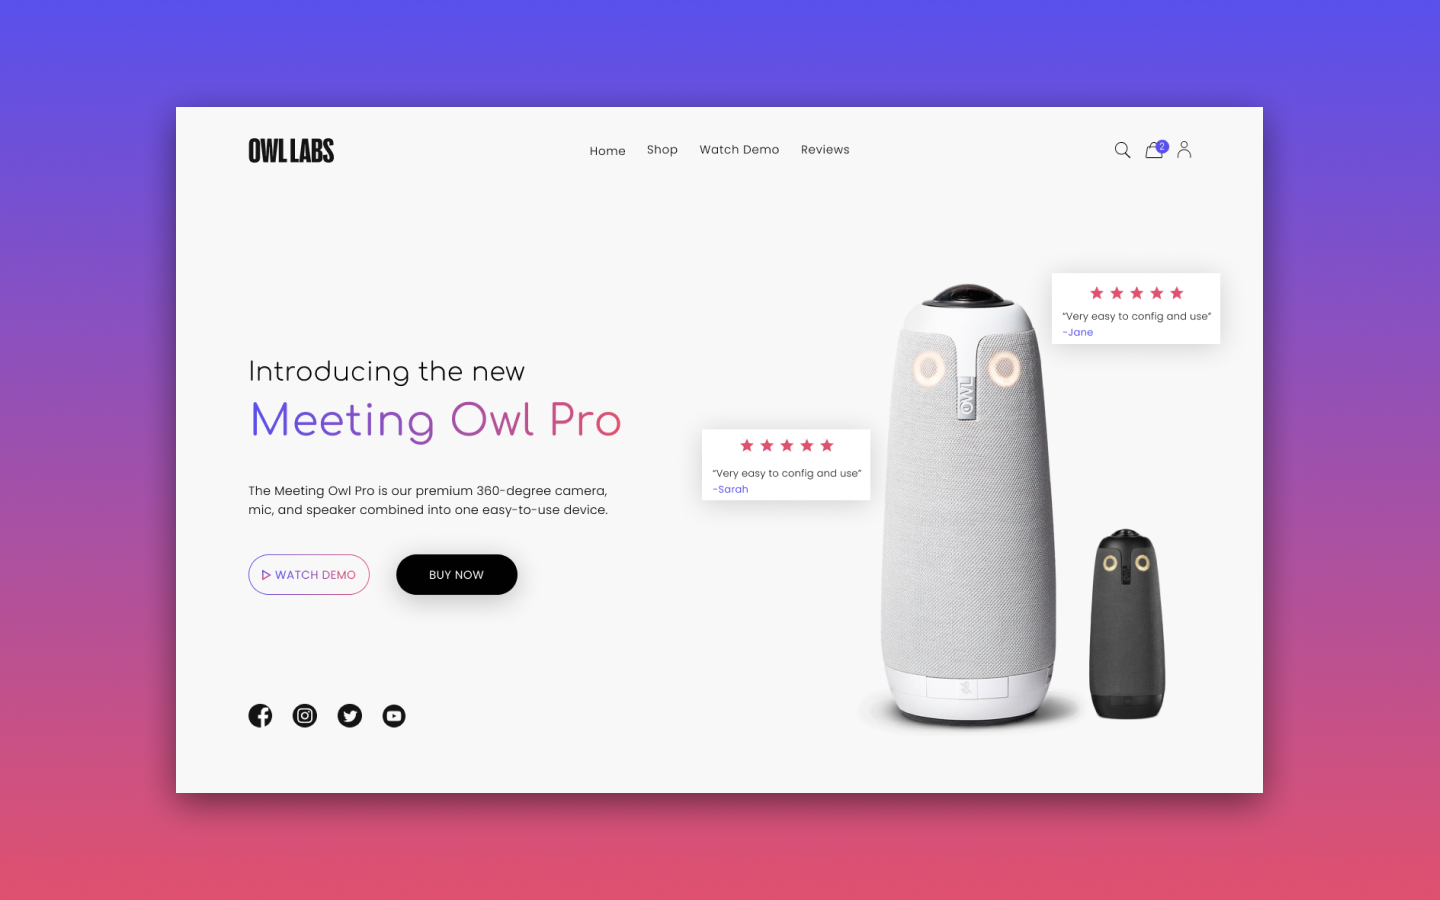 OWL LABS
Home
Shop
Watch Demo
Reviews
2
“Very easy to config and use”
-Jane
Introducing the new
Meeting Owl Pro
OWL
“Very easy to config and use”
-Sarah
The Meeting Owl Pro is our premium 360-degree camera,
mic, and speaker combined into one easy-to-use device.
WATCH DEMO
BUY NOW